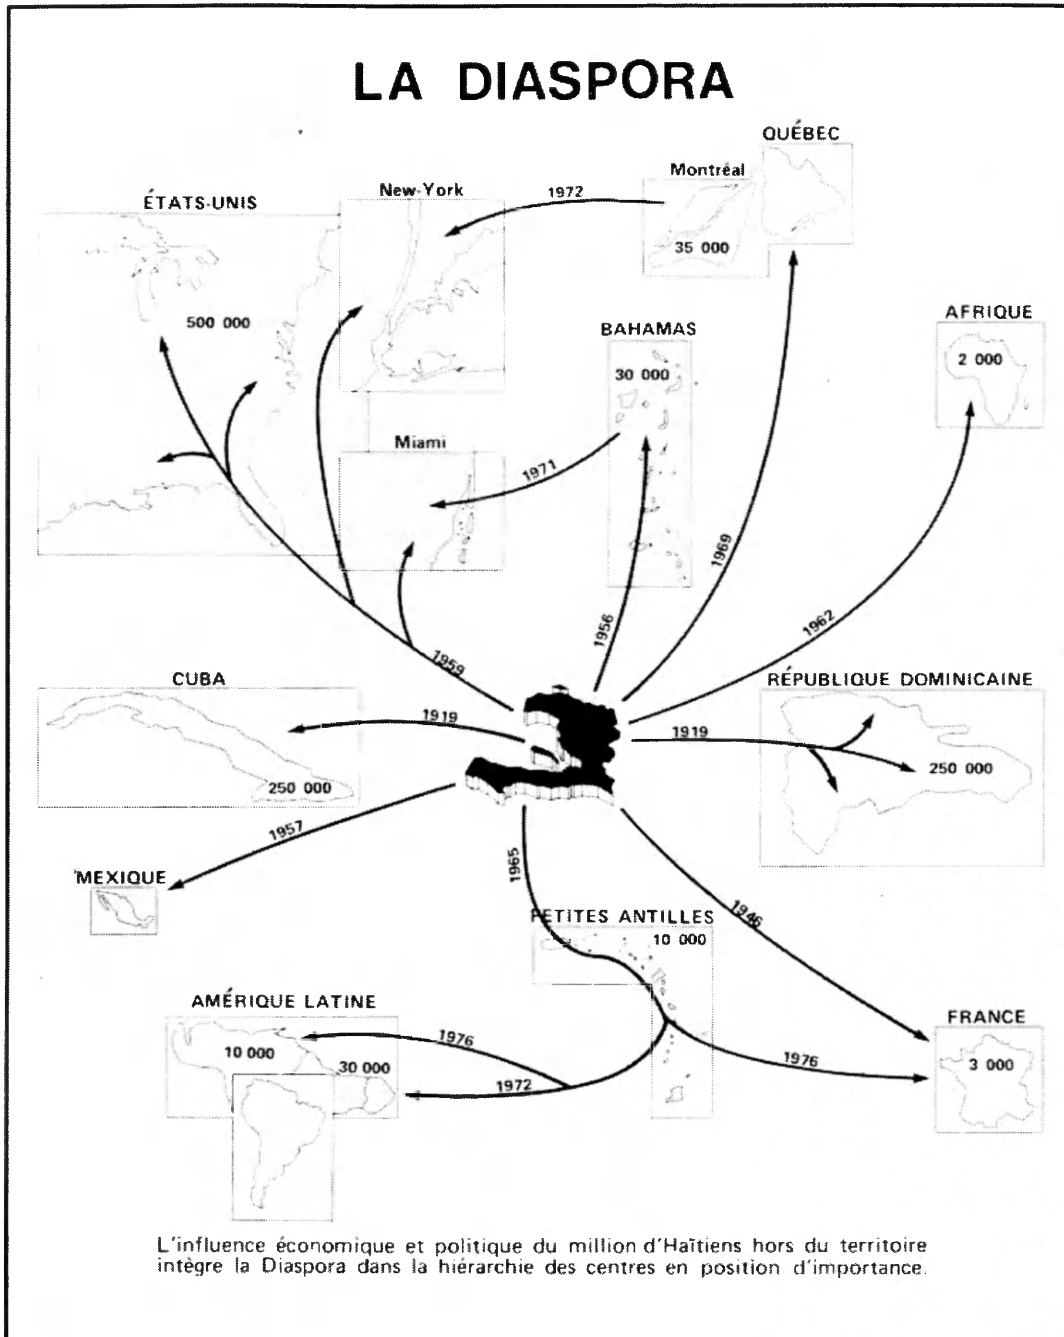 LA DIASPORA
QUÉBEC
Montréal
New-York
1972
ÉTATS-UNIS
35 000
500 000
AFRIQUE
BAHAMAS
2 000
30 000
Miami
1971
1969
1956
1962
1959
CUBA
RÉPUBLIQUE DOMINICAINE
1919
1919
250 000
250 000
1957
1965
MEXIQUE
PETITES ANTILLES
1946
10 000
AMÉRIQUE LATINE
FRANCE
1976
10 000
30 000
1976
3 000
1972
L'influence économique et politique du million d'Haïtiens hors du territoire
intègre la Diaspora dans la hiérarchie des centres en position d'importance.